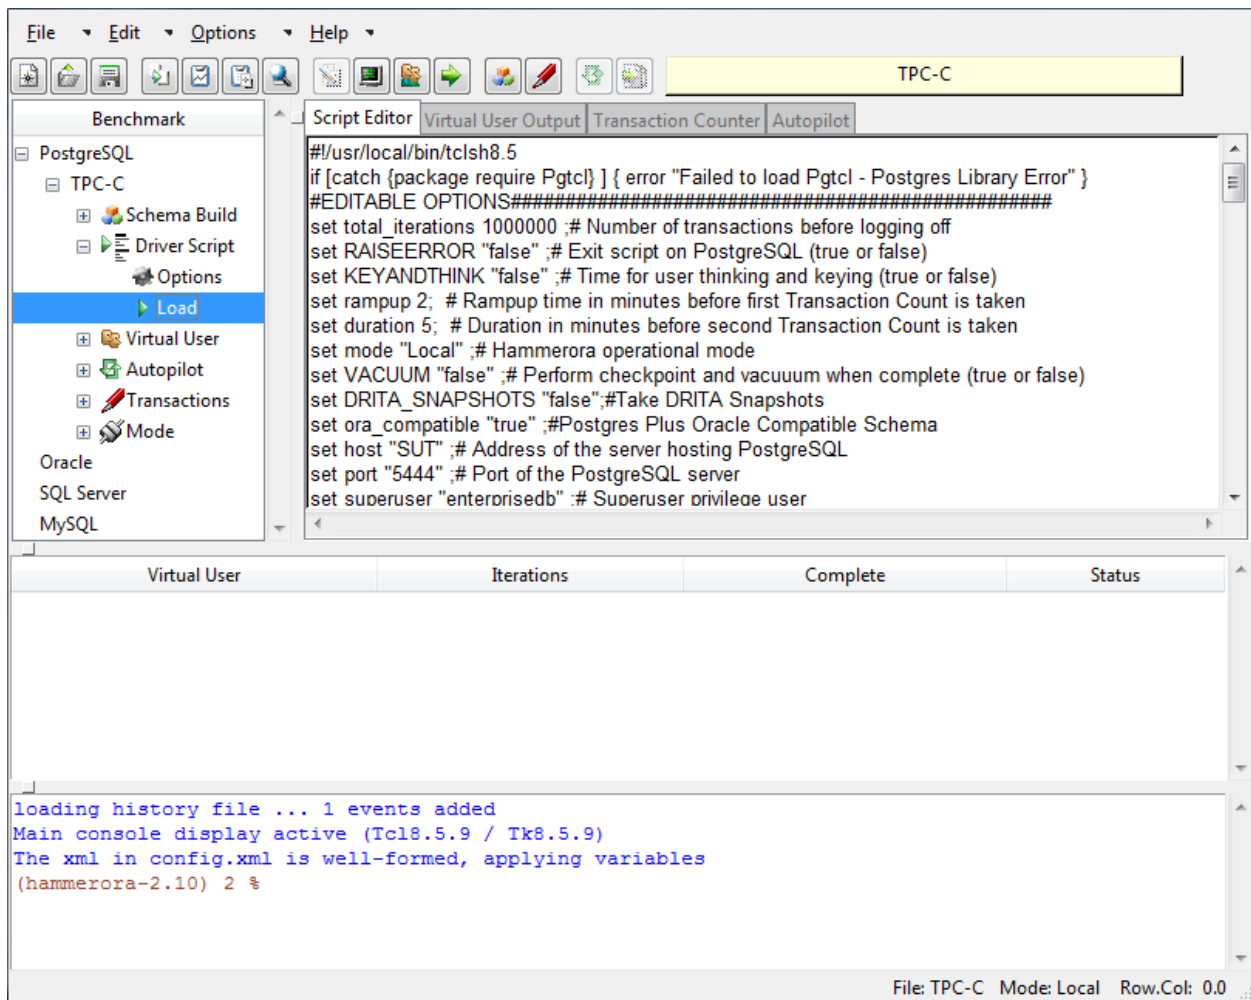 File Edit Options Help
TPC-C
Benchmark
PostgreSQL
TPC-C
Schema Build
Driver Script
Options
Load
Virtual User
Autopilot
Transactions
Mode
Oracle
SQL Server
MySQL
Script Editor Virtual User Output Transaction Counter Autopilot
#!/usr/local/bin/tclsh8.5
if [catch {package require Pgtcl} ] { error "Failed to load Pgtcl - Postgres Library Error" }
#EDITABLE OPTIONS##################################################
set total_iterations 1000000 ;# Number of transactions before logging off
set RAISEERROR "false" ;# Exit script on PostgreSQL (true or false)
set KEYANDTHINK "false" ;# Time for user thinking and keying (true or false)
set rampup 2;  # Rampup time in minutes before first Transaction Count is taken
set duration 5;  # Duration in minutes before second Transaction Count is taken
set mode "Local" ;# Hammerora operational mode
set VACUUM "false" ;# Perform checkpoint and vacuuum when complete (true or false)
set DRITA_SNAPSHOTS "false";#Take DRITA Snapshots
set ora_compatible "true" ;#Postgres Plus Oracle Compatible Schema
set host "SUT" ;# Address of the server hosting PostgreSQL
set port "5444" ;# Port of the PostgreSQL server
set superuser "enterprisedb" ;# Superuser privilege user
Virtual User Iterations Complete Status
loading history file ... 1 events added
Main console display active (Tcl8.5.9 / Tk8.5.9)
The xml in config.xml is well-formed, applying variables
(hammerora-2.10) 2 %
File: TPC-C Mode: Local Row.Col: 0.0